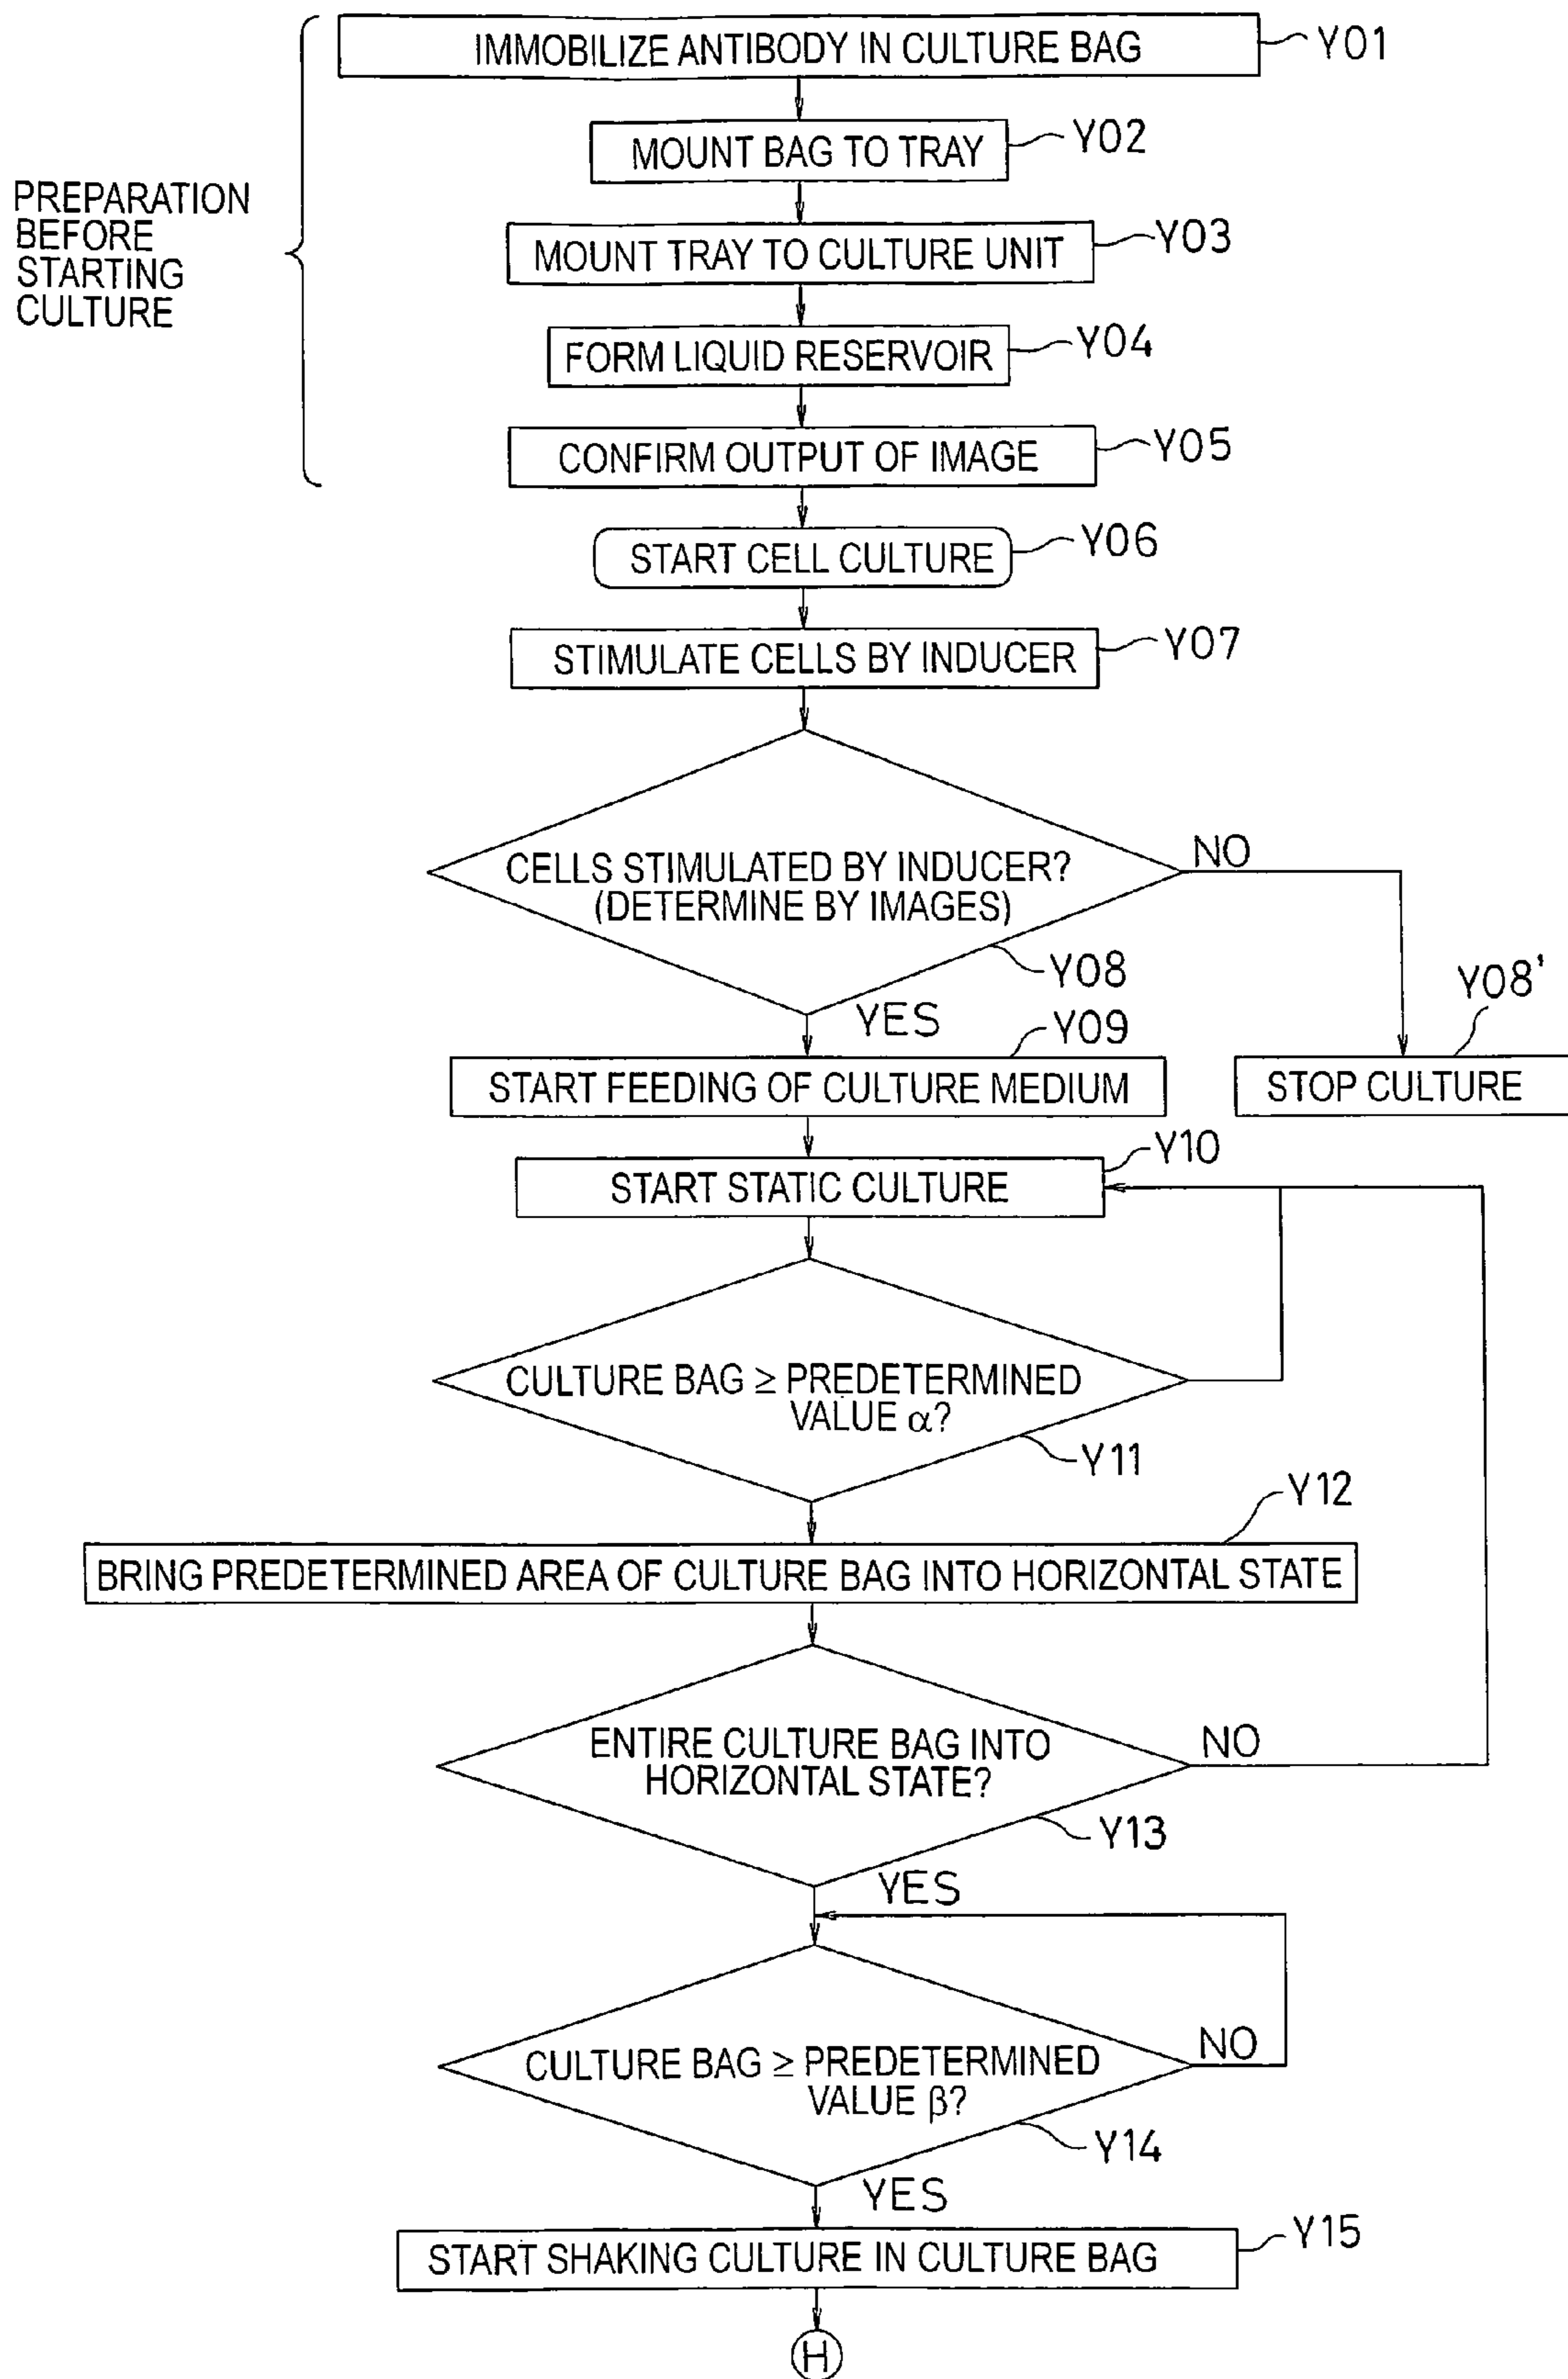 IMMOBILIZE ANTIBODY IN CULTURE BAG
Y01
MOUNT BAG TO TRAY
Y02
PREPARATION
BEFORE
STARTING
CULTURE
MOUNT TRAY TO CULTURE UNIT
Y03
FORM LIQUID RESERVOIR
Y04
CONFIRM OUTPUT OF IMAGE
Y05
START CELL CULTURE
Y06
STIMULATE CELLS BY INDUCER
Y07
CELLS STIMULATED BY INDUCER?
(DETERMINE BY IMAGES)
NO
Y08
Y08'
YES
Y09
START FEEDING OF CULTURE MEDIUM
STOP CULTURE
Y10
START STATIC CULTURE
CULTURE BAG ≥ PREDETERMINED
VALUE α?
Y11
Y12
BRING PREDETERMINED AREA OF CULTURE BAG INTO HORIZONTAL STATE
ENTIRE CULTURE BAG INTO
HORIZONTAL STATE?
NO
Y13
YES
CULTURE BAG ≥ PREDETERMINED
VALUE β?
NO
Y14
YES
START SHAKING CULTURE IN CULTURE BAG
Y15
H